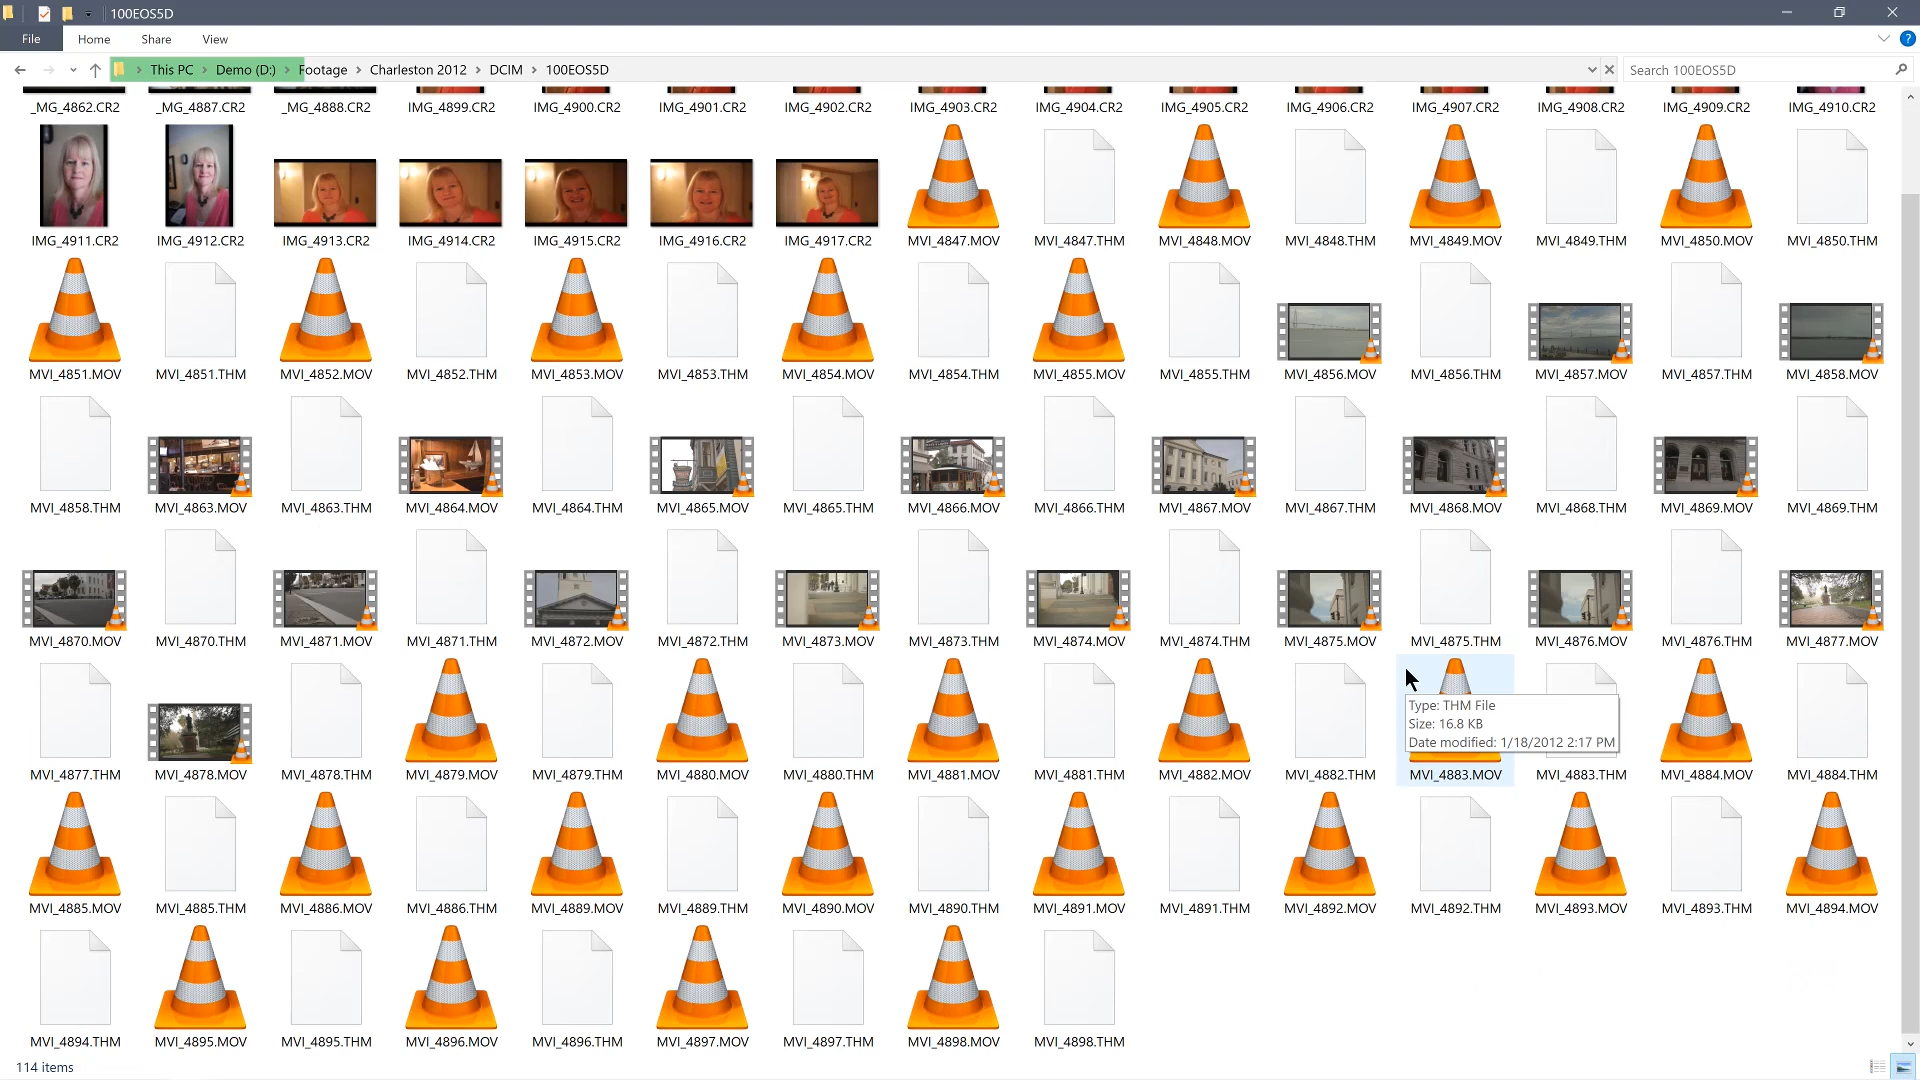 100EOS5D
File Home Share View
This PC > Demo (D:) > Footage > Charleston 2012 > DCIM > 100EOS5D
Search 100EOS5D
_MG_4862.CR2 _MG_4887.CR2 _MG_4888.CR2 IMG_4899.CR2 IMG_4900.CR2 IMG_4901.CR2 IMG_4902.CR2 IMG_4903.CR2 IMG_4904.CR2 IMG_4905.CR2 IMG_4906.CR2 IMG_4907.CR2 IMG_4908.CR2 IMG_4909.CR2 IMG_4910.CR2
IMG_4911.CR2 IMG_4912.CR2 IMG_4913.CR2 IMG_4914.CR2 IMG_4915.CR2 IMG_4916.CR2 IMG_4917.CR2 MVI_4847.MOV MVI_4847.THM MVI_4848.MOV MVI_4848.THM MVI_4849.MOV MVI_4849.THM MVI_4850.MOV MVI_4850.THM
MVI_4851.MOV MVI_4851.THM MVI_4852.MOV MVI_4852.THM MVI_4853.MOV MVI_4853.THM MVI_4854.MOV MVI_4854.THM MVI_4855.MOV MVI_4855.THM MVI_4856.MOV MVI_4856.THM MVI_4857.MOV MVI_4857.THM MVI_4858.MOV
MVI_4858.THM MVI_4863.MOV MVI_4863.THM MVI_4864.MOV MVI_4864.THM MVI_4865.MOV MVI_4865.THM MVI_4866.MOV MVI_4866.THM MVI_4867.MOV MVI_4867.THM MVI_4868.MOV MVI_4868.THM MVI_4869.MOV MVI_4869.THM
MVI_4870.MOV MVI_4870.THM MVI_4871.MOV MVI_4871.THM MVI_4872.MOV MVI_4872.THM MVI_4873.MOV MVI_4873.THM MVI_4874.MOV MVI_4874.THM MVI_4875.MOV MVI_4875.THM MVI_4876.MOV MVI_4876.THM MVI_4877.MOV
Type: THM File
Size: 16.8 KB
Date modified: 1/18/2012 2:17 PM
MVI_4877.THM MVI_4878.MOV MVI_4878.THM MVI_4879.MOV MVI_4879.THM MVI_4880.MOV MVI_4880.THM MVI_4881.MOV MVI_4881.THM MVI_4882.MOV MVI_4882.THM MVI_4883.MOV MVI_4883.THM MVI_4884.MOV MVI_4884.THM
MVI_4885.MOV MVI_4885.THM MVI_4886.MOV MVI_4886.THM MVI_4889.MOV MVI_4889.THM MVI_4890.MOV MVI_4890.THM MVI_4891.MOV MVI_4891.THM MVI_4892.MOV MVI_4892.THM MVI_4893.MOV MVI_4893.THM MVI_4894.MOV
MVI_4894.THM MVI_4895.MOV MVI_4895.THM MVI_4896.MOV MVI_4896.THM MVI_4897.MOV MVI_4897.THM MVI_4898.MOV MVI_4898.THM
114 items